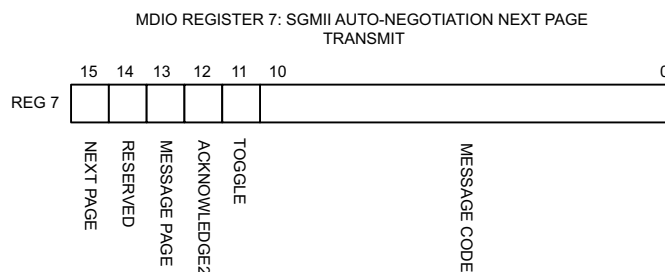 MDIO REGISTER 7: SGMII AUTO-NEGOTIATION NEXT PAGE
TRANSMIT
15 14 13 12 11 10 0
REG 7
NEXT PAGE
RESERVED
MESSAGE PAGE
ACKNOWLEDGE2
TOGGLE
MESSAGE CODE